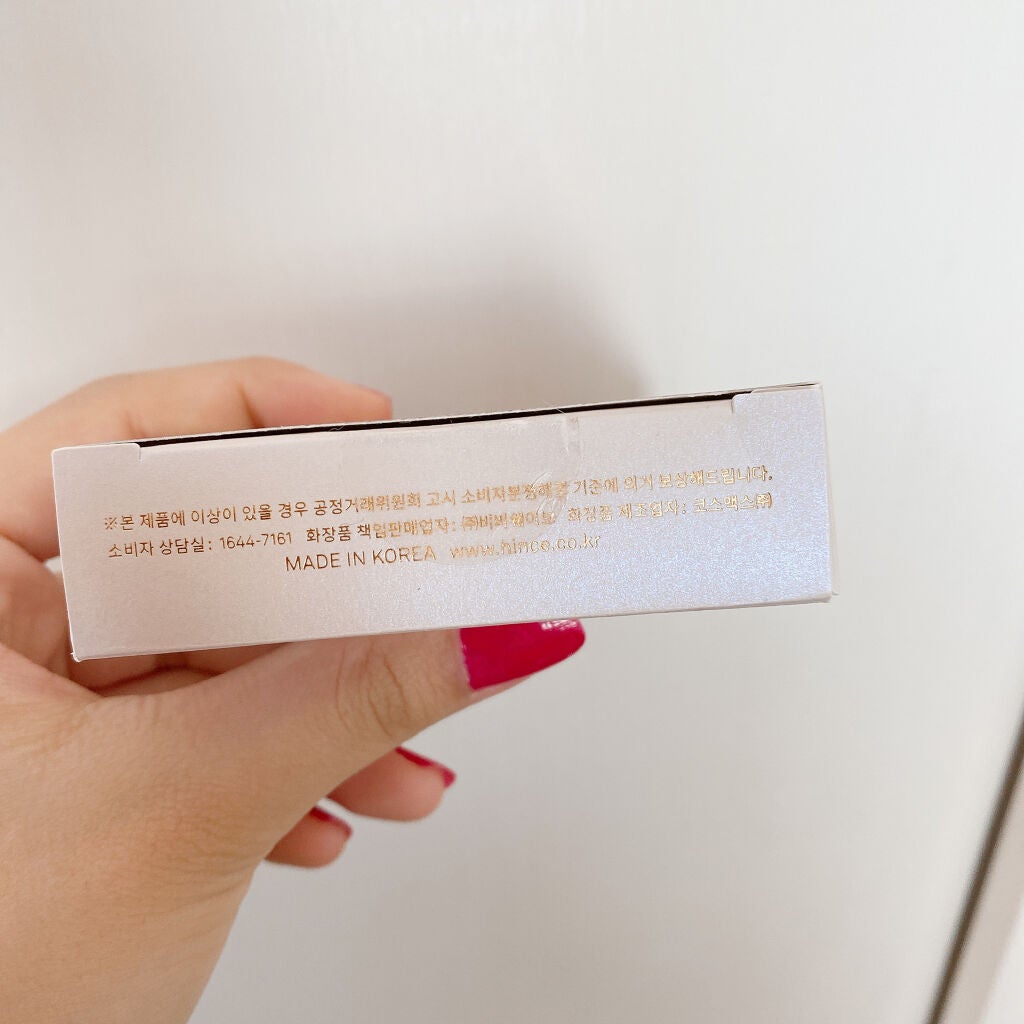 ※본 제품에 이상이 있을 경우 공정거래위원회 고시 소비자분쟁해결 기준에 의거 보상해드립니다.
소비자 상담실: 1644-7161 화장품 책임판매업자: ㈜비바웨이브 화장품 제조업자: 코스맥스㈜
MADE IN KOREA www.hince.co.kr